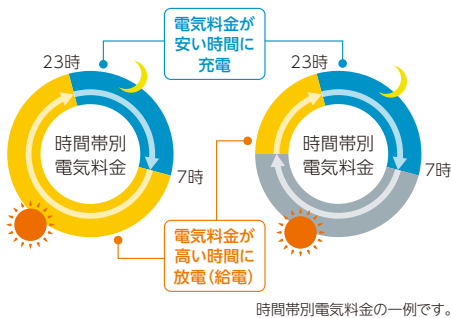 電気料金が
安い時間に
充電
23時
時間帯別
電気料金
7時
23時
時間帯別
電気料金
7時
電気料金が
高い時間に
放電(給電)
時間帯別電気料金の一例です。